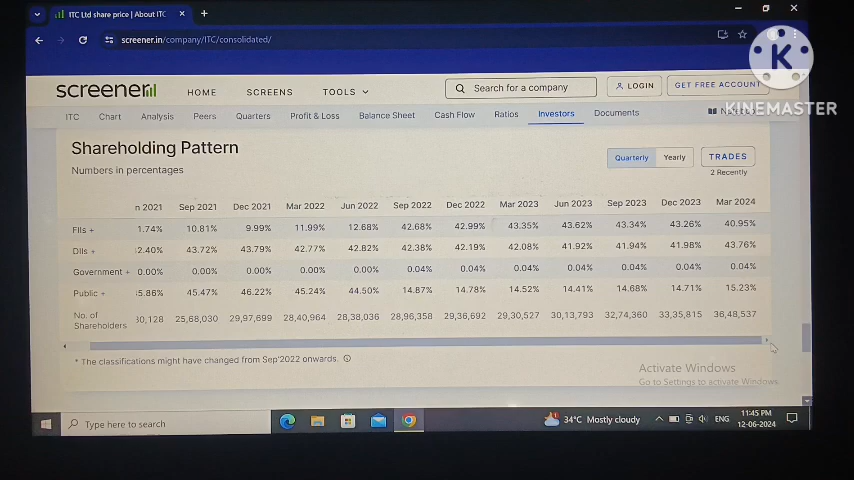 ITC Ltd share price | About ITC
screener.in/company/ITC/consolidated/
K
KINEMASTER
screener
HOME
SCREENS
TOOLS
Search for a company
LOGIN
GET FREE ACCOUNT
ITC Chart Analysis Peers Quarters Profit & Loss Balance Sheet Cash Flow Ratios Investors Documents
Shareholding Pattern
Numbers in percentages
Quarterly Yearly
TRADES
2 Recently
n 2021 Sep 2021 Dec 2021 Mar 2022 Jun 2022 Sep 2022 Dec 2022 Mar 2023 Jun 2023 Sep 2023 Dec 2023 Mar 2024
FIIs + 1.74% 10.81% 9.99% 11.99% 12.68% 42.68% 42.99% 43.35% 43.62% 43.34% 43.26% 40.95%
DIIs + 2.40% 43.72% 43.79% 42.77% 42.82% 42.38% 42.19% 42.08% 41.92% 41.94% 41.98% 43.76%
Government + 0.00% 0.00% 0.00% 0.00% 0.00% 0.04% 0.04% 0.04% 0.04% 0.04% 0.04% 0.04%
Public + 5.86% 45.47% 46.22% 45.24% 44.50% 14.87% 14.78% 14.52% 14.41% 14.68% 14.71% 15.23%
No. of
Shareholders
30,128 25,68,030 29,97,699 28,40,964 28,38,036 28,96,358 29,36,692 29,30,527 30,13,793 32,74,360 33,35,815 36,48,537
* The classifications might have changed from Sep'2022 onwards.
Activate Windows
Go to Settings to activate Windows
Type here to search
34°C Mostly cloudy
ENG
11:45 PM
12-06-2024